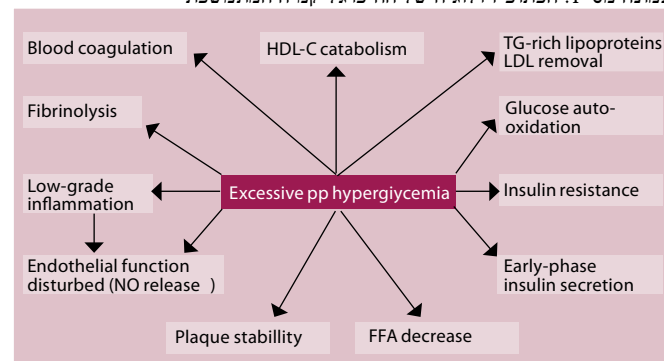 Blood coagulation
HDL-C catabolism
TG-rich lipoproteins
LDL removal
Fibrinolysis
Glucose auto-
oxidation
Low-grade
inflammation
Excessive pp hypergiycemia
Insulin resistance
Endothelial function
disturbed (NO release )
Early-phase
insulin secretion
Plaque stabillity
FFA decrease